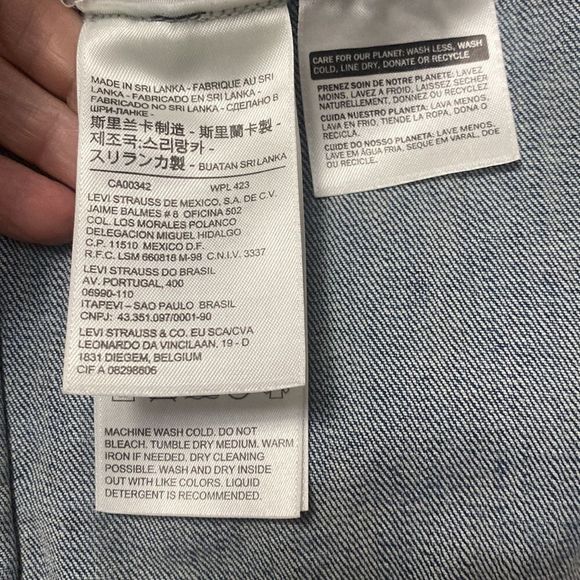 MADE IN SRI LANKA - FABRIQUE AU SRI
LANKA - FABRICADO EN SRI LANKA -
FABRICADO NO SRI LANKA - СДЕЛАНО В
ШРИ-ЛАНКЕ -
斯里兰卡制造 - 斯里蘭卡製 -
제조국:스리랑카 -
スリランカ製 - BUATAN SRI LANKA
CA00342 WPL 423
LEVI STRAUSS DE MEXICO, S.A. DE C.V.
JAIME BALMES # 8 OFICINA 502
COL. LOS MORALES POLANCO
DELEGACION MIGUEL HIDALGO
C.P. 11510 MEXICO D.F.
R.F.C. LSM 660818 M-98 C.N.I.V. 3337
LEVI STRAUSS DO BRASIL
AV. PORTUGAL, 400
06990-110
ITAPEVI - SAO PAULO BRASIL
CNPJ: 43.351.097/0001-90
LEVI STRAUSS & CO. EU SCA/CVA
LEONARDO DA VINCILAAN, 19 - D
1831 DIEGEM, BELGIUM
CIF A 08298606
MACHINE WASH COLD. DO NOT
BLEACH. TUMBLE DRY MEDIUM. WARM
IRON IF NEEDED. DRY CLEANING
POSSIBLE. WASH AND DRY INSIDE
OUT WITH LIKE COLORS. LIQUID
DETERGENT IS RECOMMENDED.
CARE FOR OUR PLANET: WASH LESS, WASH
COLD, LINE DRY, DONATE OR RECYCLE
PRENEZ SOIN DE NOTRE PLANETE: LAVEZ
MOINS, LAVEZ À FROID, LAISSEZ SÉCHER
NATURELLEMENT, DONNEZ OU RECYCLEZ
CUIDA NUESTRO PLANETA: LAVA MENOS,
LAVA EN FRIO, TIENDE LA ROPA, DONA O
RECICLA.
CUIDE DO NOSSO PLANETA: LAVE MENOS,
LAVE EM ÁGUA FRIA, SEQUE EM VARAL, DOE
OU RECICLE.